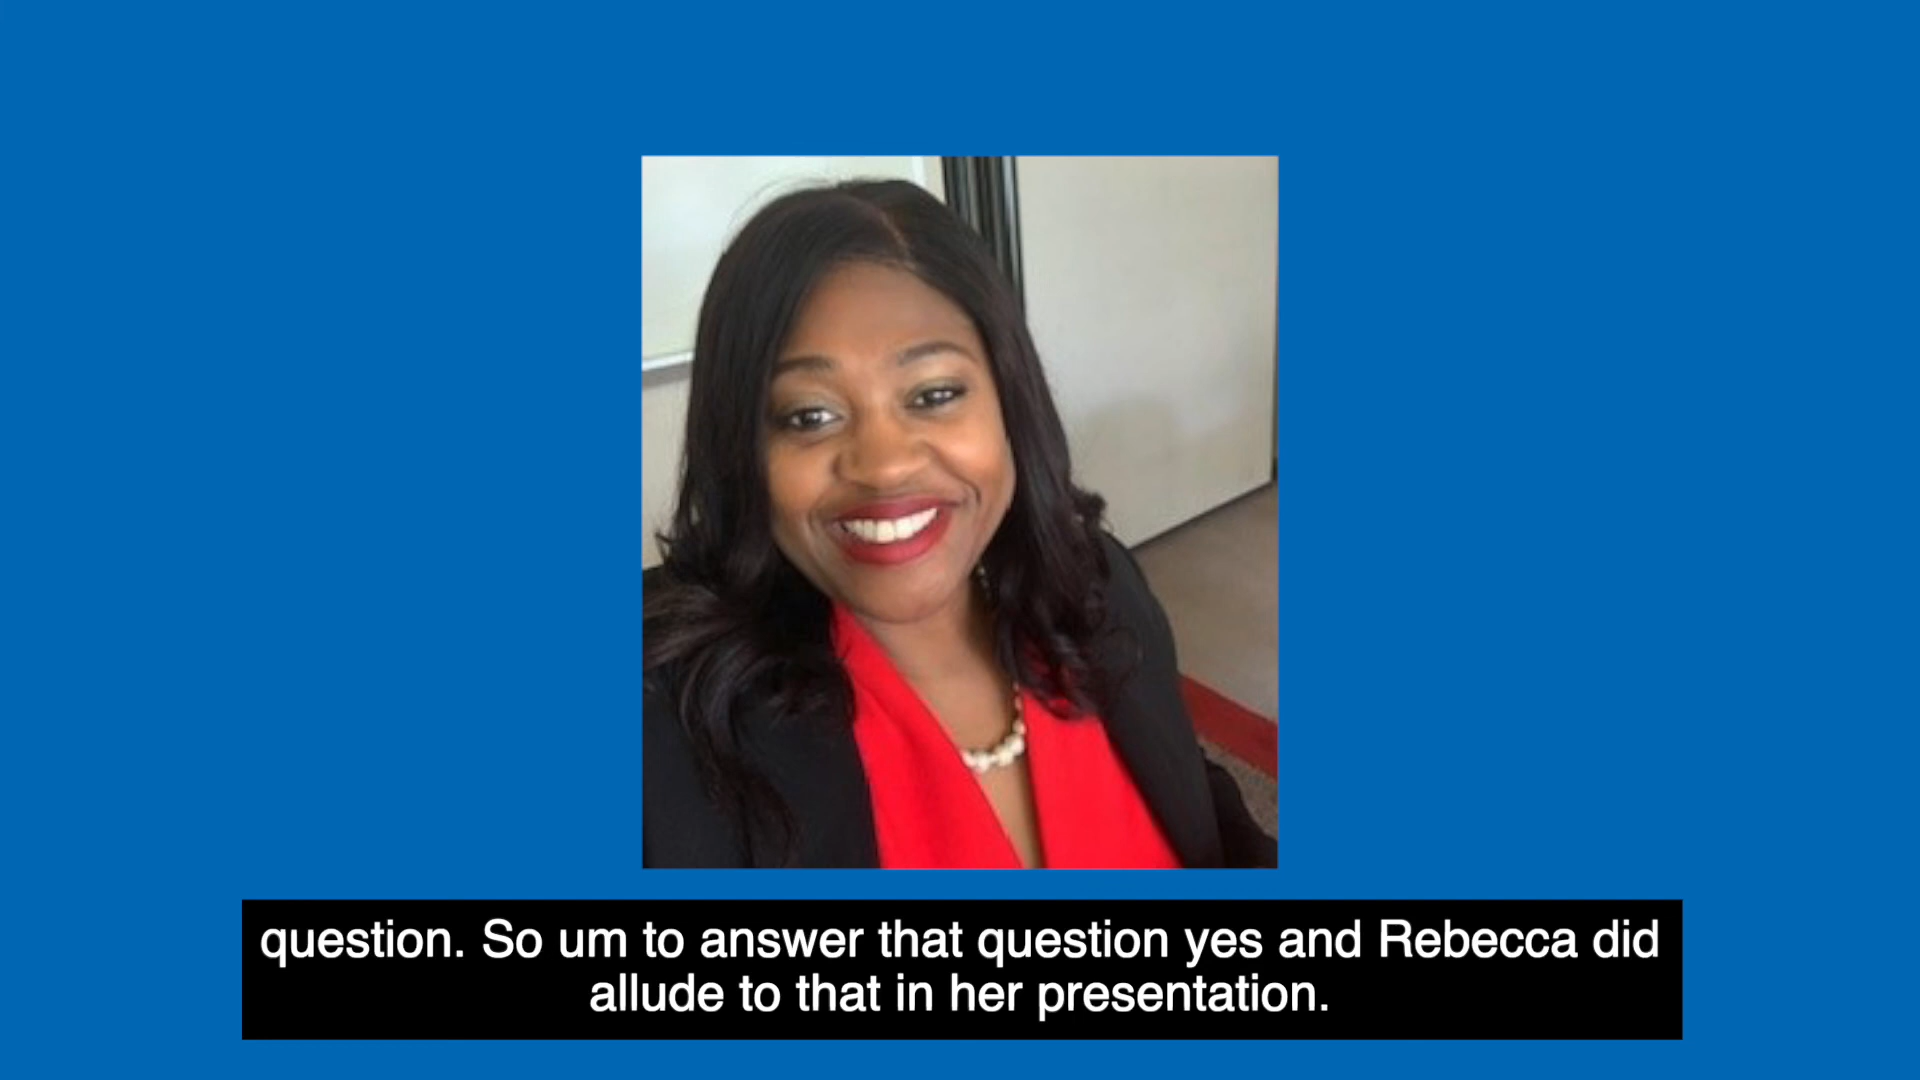 question. So um to answer that question yes and Rebecca did
allude to that in her presentation.